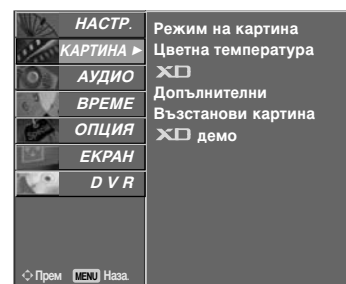 НАСТР.
КАРТИНА ►
АУДИО
ВРЕМЕ
ОПЦИЯ
ЕКРАН
D V R
Режим на картина
Цветна температура
XD
Допълнителни
Възстанови картина
XD демо
Прем MENU Наза.